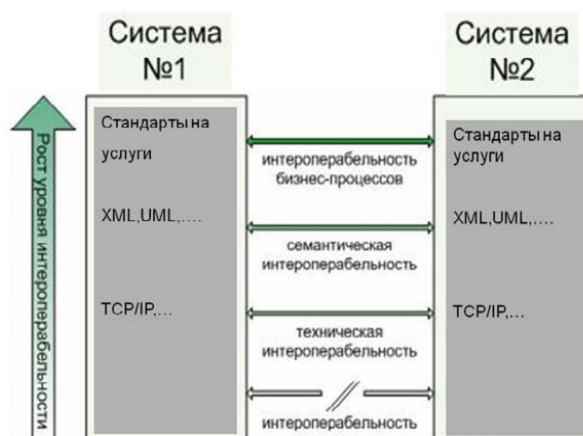 Система
№1
Система
№2
Рост уровня интероперабельности
Стандарты на
услуги
XML,UML,....
TCP/IP,...
интероперабельность
бизнес-процессов
семантическая
интероперабельность
техническая
интероперабельность
интероперабельность
Стандарты на
услуги
XML,UML,....
TCP/IP,...